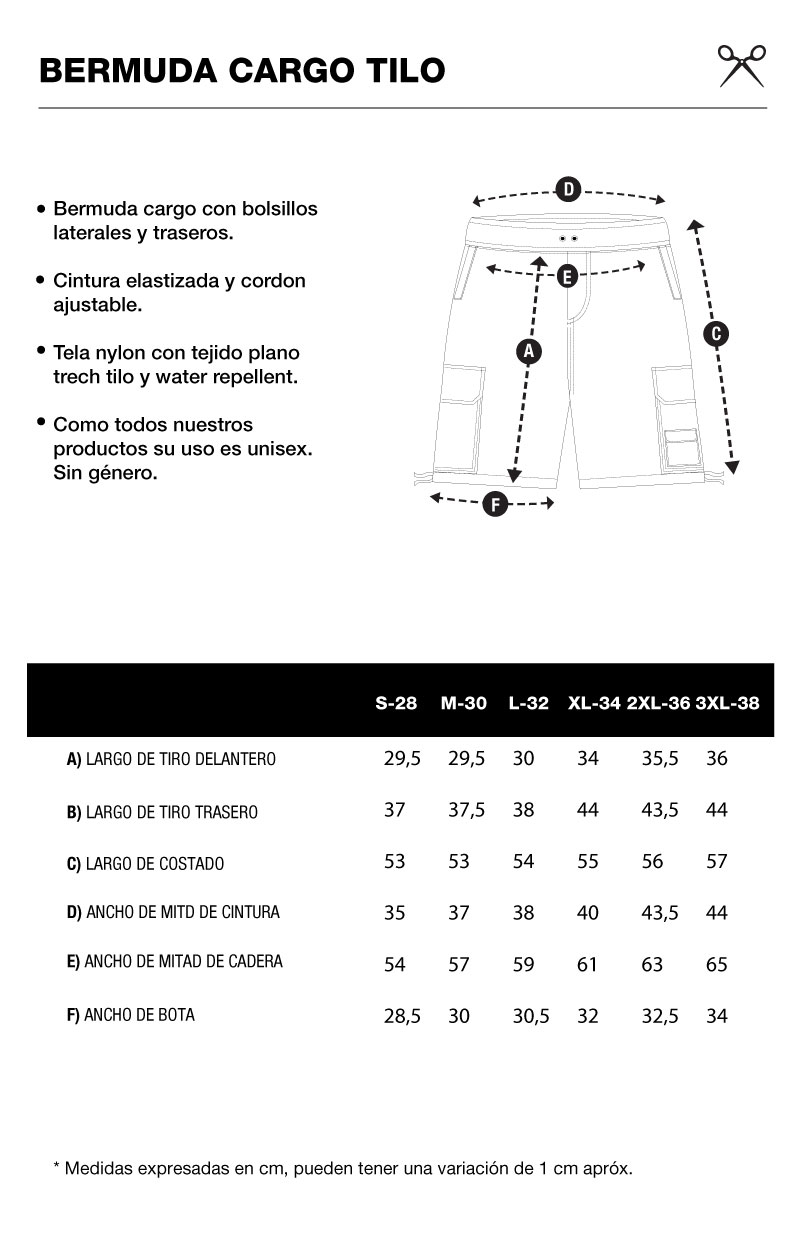 BERMUDA CARGO TILO
• Bermuda cargo con bolsillos
laterales y traseros.
• Cintura elastizada y cordon
ajustable.
• Tela nylon con tejido plano
trech tilo y water repellent.
• Como todos nuestros
productos su uso es unisex.
Sin género.
D
E
C
A
F
S-28 M-30 L-32 XL-34 2XL-36 3XL-38
A) LARGO DE TIRO DELANTERO 29,5 29,5 30 34 35,5 36
B) LARGO DE TIRO TRASERO 37 37,5 38 44 43,5 44
C) LARGO DE COSTADO 53 53 54 55 56 57
D) ANCHO DE MITD DE CINTURA 35 37 38 40 43,5 44
E) ANCHO DE MITAD DE CADERA 54 57 59 61 63 65
F) ANCHO DE BOTA 28,5 30 30,5 32 32,5 34
* Medidas expresadas en cm, pueden tener una variación de 1 cm apróx.